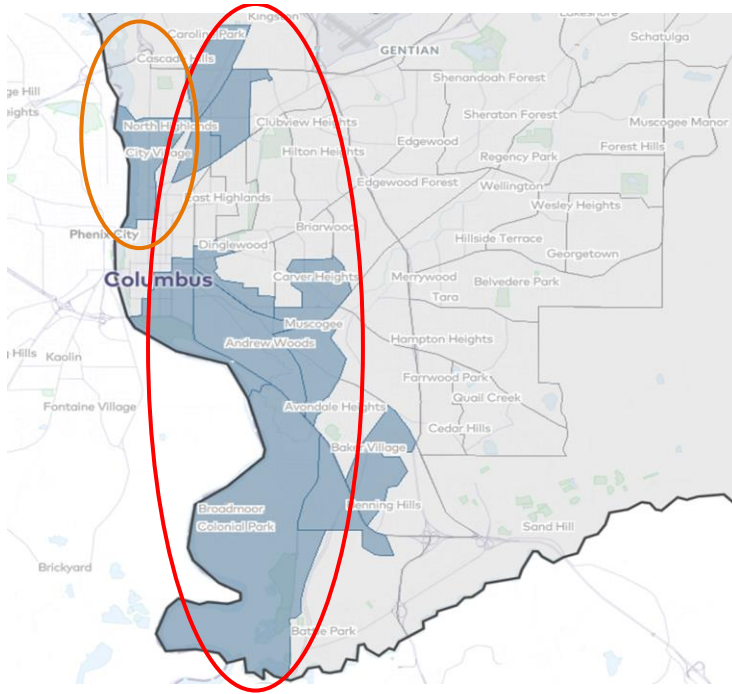 Kingston
Lakeshore
Carolina Park
Schatulga
GENTIAN
Cascade Hills
Shenandoah Forest
ge Hill
eights
Sheraton Forest
Clubview Heights
North Highlands
Muscogee Manor
Edgewood
Forest Hills
Hilton Heights
City Village
Regency Park
Edgewood Forest
Wellington
East Highlands
Wesley Heights
Briarwood
Phenix City
Dinglewood
Hillside Terrace
Georgetown
Columbus
Carver Heights
Merrywood
Belvedere Park
Tara
Muscogee
Andrew Woods
Hampton Heights
g Hills
Kaolin
Farrwood Park
Quail Creek
Fontaine Village
Avondale Heights
Cedar Hills
Baker Village
Broadmoor
Colonial Park
Benning Hills
Sand Hill
Brickyard
Battle Park